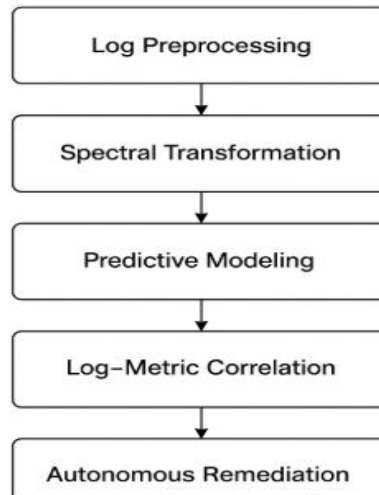 Log Preprocessing
Spectral Transformation
Predictive Modeling
Log–Metric Correlation
Autonomous Remediation